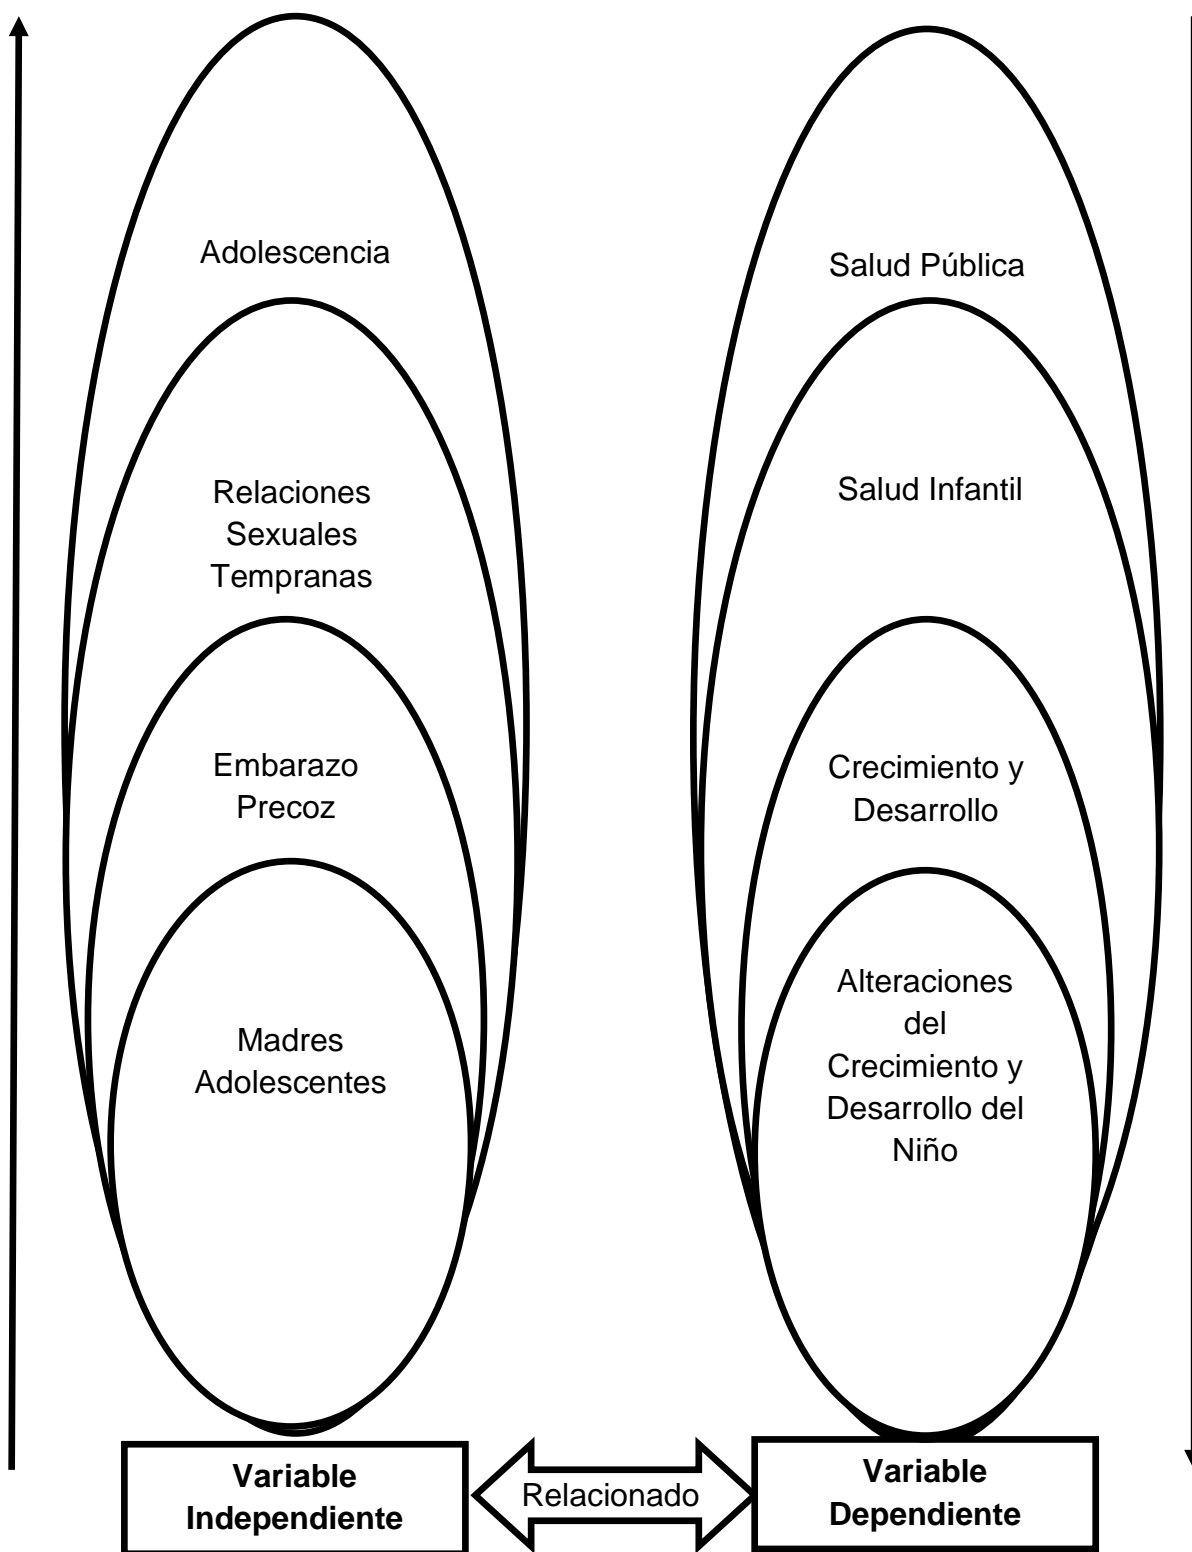 Adolescencia
Relaciones
Sexuales
Tempranas
Embarazo
Precoz
Madres
Adolescentes
Variable
Independiente
Relacionado
Salud Pública
Salud Infantil
Crecimiento y
Desarrollo
Alteraciones
del
Crecimiento y
Desarrollo del
Niño
Variable
Dependiente